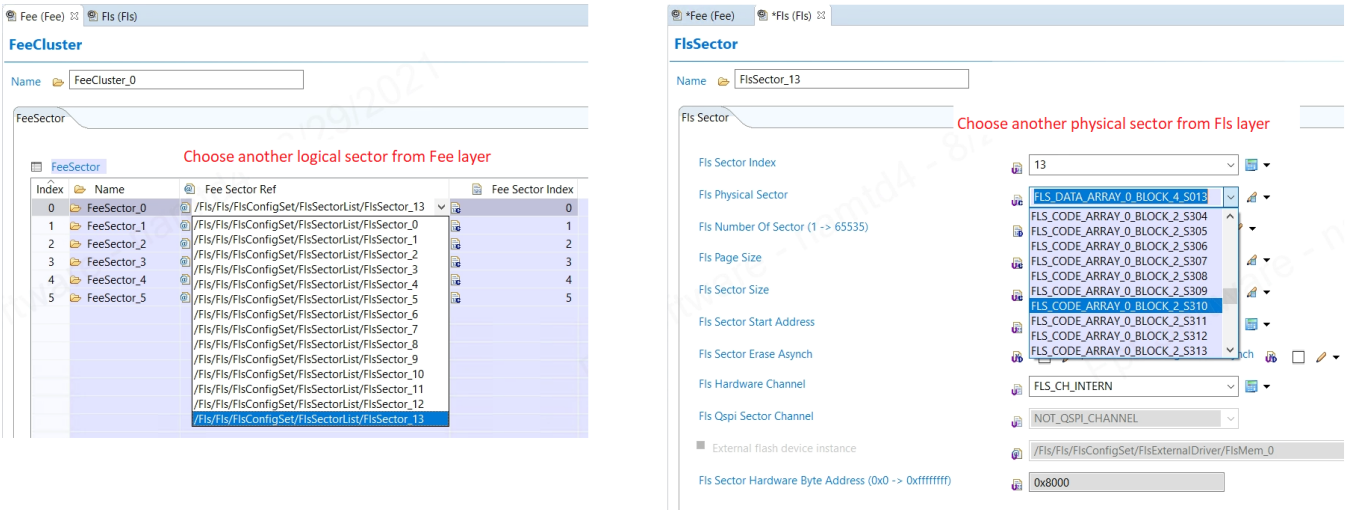 Fee (Fee) Fls (Fls)
FeeCluster
Name FeeCluster_0
FeeSector
Choose another logical sector from Fee layer
FeeSector
Index Name Fee Sector Ref Fee Sector Index
0 FeeSector_0 /Fls/Fls/FlsConfigSet/FlsSectorList/FlsSector_13 0
1 FeeSector_1 /Fls/Fls/FlsConfigSet/FlsSectorList/FlsSector_0 1
/Fls/Fls/FlsConfigSet/FlsSectorList/FlsSector_1
2 FeeSector_2 /Fls/Fls/FlsConfigSet/FlsSectorList/FlsSector_2 2
3 FeeSector_3 /Fls/Fls/FlsConfigSet/FlsSectorList/FlsSector_3 3
4 FeeSector_4 /Fls/Fls/FlsConfigSet/FlsSectorList/FlsSector_4 4
5 FeeSector_5 /Fls/Fls/FlsConfigSet/FlsSectorList/FlsSector_5 5
/Fls/Fls/FlsConfigSet/FlsSectorList/FlsSector_6
/Fls/Fls/FlsConfigSet/FlsSectorList/FlsSector_7
/Fls/Fls/FlsConfigSet/FlsSectorList/FlsSector_8
/Fls/Fls/FlsConfigSet/FlsSectorList/FlsSector_9
/Fls/Fls/FlsConfigSet/FlsSectorList/FlsSector_10
/Fls/Fls/FlsConfigSet/FlsSectorList/FlsSector_11
/Fls/Fls/FlsConfigSet/FlsSectorList/FlsSector_12
/Fls/Fls/FlsConfigSet/FlsSectorList/FlsSector_13
*Fee (Fee) *Fls (Fls)
FlsSector
Name FlsSector_13
Fls Sector
Choose another physical sector from Fls layer
Fls Sector Index 13
Fls Physical Sector FLS_DATA_ARRAY_0_BLOCK_4_S013
FLS_CODE_ARRAY_0_BLOCK_2_S304
Fls Number Of Sector (1 -> 65535) FLS_CODE_ARRAY_0_BLOCK_2_S305
FLS_CODE_ARRAY_0_BLOCK_2_S306
Fls Page Size FLS_CODE_ARRAY_0_BLOCK_2_S307
FLS_CODE_ARRAY_0_BLOCK_2_S308
Fls Sector Size FLS_CODE_ARRAY_0_BLOCK_2_S309
FLS_CODE_ARRAY_0_BLOCK_2_S310
Fls Sector Start Address FLS_CODE_ARRAY_0_BLOCK_2_S311
FLS_CODE_ARRAY_0_BLOCK_2_S312
Fls Sector Erase Asynch FLS_CODE_ARRAY_0_BLOCK_2_S313 nch
Fls Hardware Channel FLS_CH_INTERN
Fls Qspi Sector Channel NOT_QSPI_CHANNEL
External flash device instance /Fls/Fls/FlsConfigSet/FlsExternalDriver/FlsMem_0
Fls Sector Hardware Byte Address (0x0 -> 0xffffffff) 0x8000